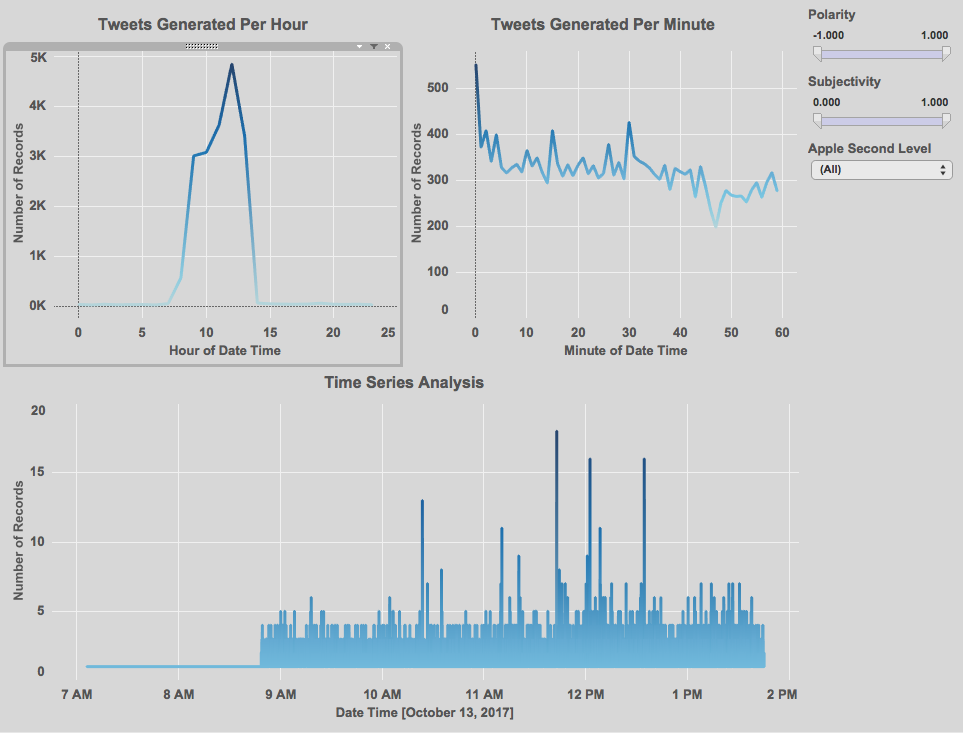 Tweets Generated Per Hour
Number of Records
5K
4K
3K
2K
1K
0K
0 5 10 15 20 25
Hour of Date Time
Tweets Generated Per Minute
Number of Records
500
400
300
200
100
0
0 10 20 30 40 50 60
Minute of Date Time
Polarity
-1.000 1.000
Subjectivity
0.000 1.000
Apple Second Level
(All)
Time Series Analysis
Number of Records
20
15
10
5
0
7 AM 8 AM 9 AM 10 AM 11 AM 12 PM 1 PM 2 PM
Date Time [October 13, 2017]